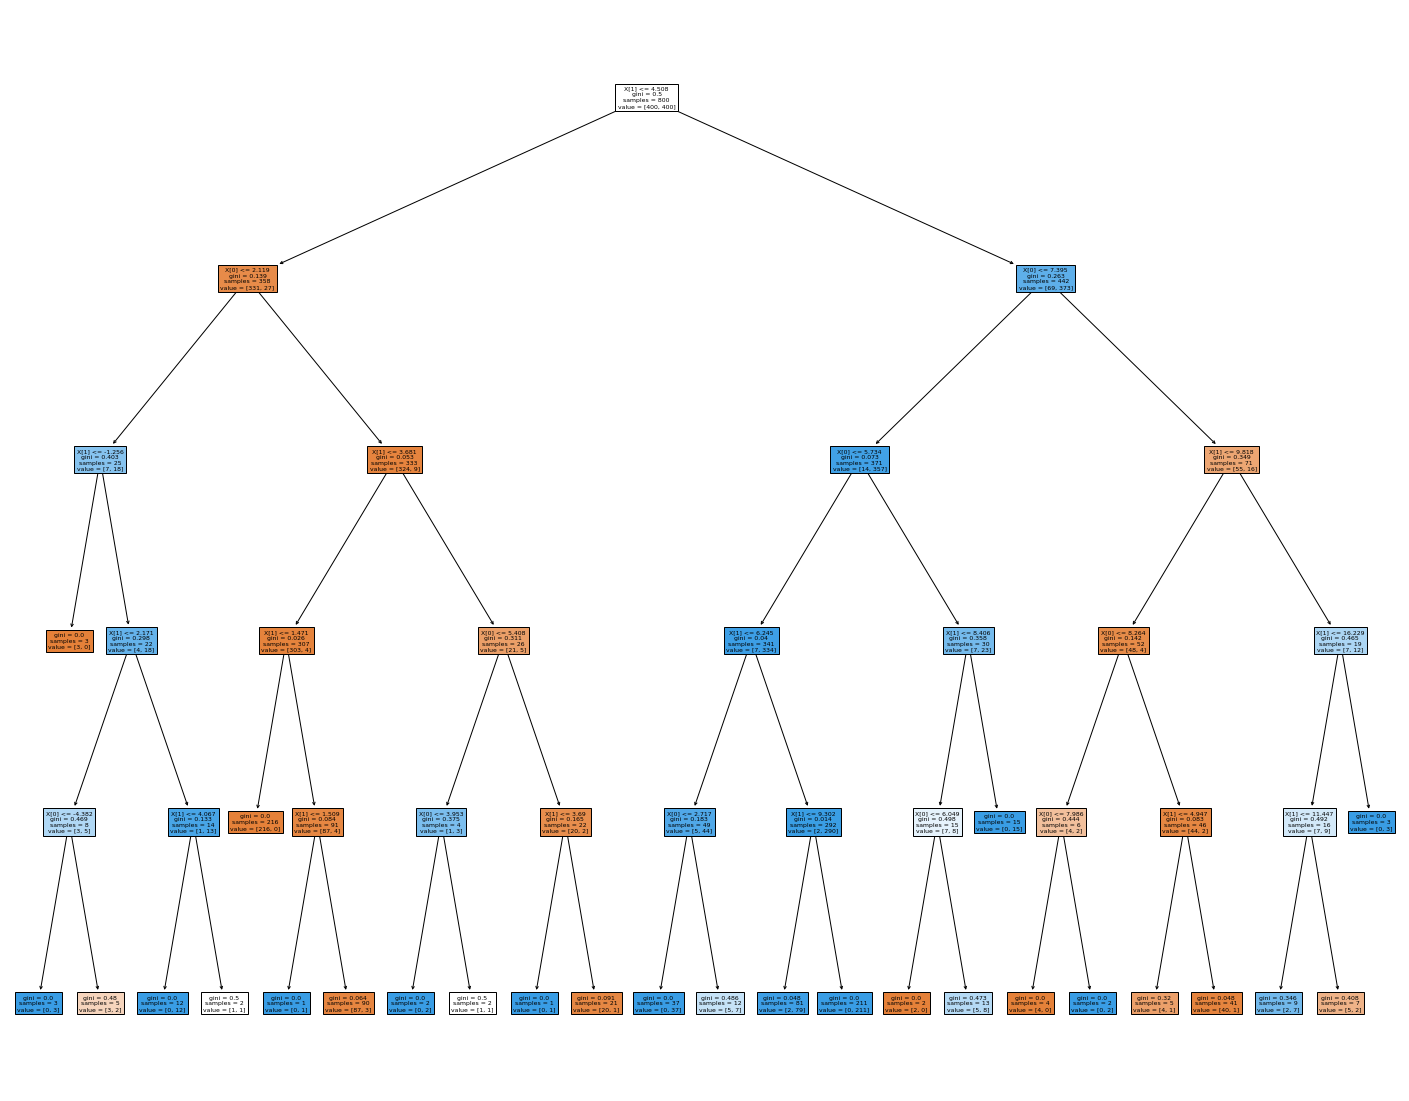 X[1] <= 4.508
gini = 0.5
samples = 800
value = [400, 400]
X[0] <= 2.119
gini = 0.139
samples = 358
value = [331, 27]
X[0] <= 7.395
gini = 0.263
samples = 442
value = [69, 373]
X[1] <= -1.256
gini = 0.403
samples = 25
value = [7, 18]
X[1] <= 3.681
gini = 0.053
samples = 333
value = [324, 9]
X[0] <= 5.734
gini = 0.073
samples = 371
value = [14, 357]
X[1] <= 9.818
gini = 0.349
samples = 71
value = [55, 16]
gini = 0.0
samples = 3
value = [3, 0]
X[1] <= 2.171
gini = 0.298
samples = 22
value = [4, 18]
X[1] <= 1.471
gini = 0.026
samples = 307
value = [303, 4]
X[0] <= 5.408
gini = 0.311
samples = 26
value = [21, 5]
X[1] <= 6.245
gini = 0.04
samples = 341
value = [7, 334]
X[1] <= 8.406
gini = 0.358
samples = 30
value = [7, 23]
X[0] <= 8.264
gini = 0.142
samples = 52
value = [48, 4]
X[1] <= 16.229
gini = 0.465
samples = 19
value = [7, 12]
X[0] <= -4.382
gini = 0.469
samples = 8
value = [3, 5]
X[1] <= 4.067
gini = 0.133
samples = 14
value = [1, 13]
gini = 0.0
samples = 216
value = [216, 0]
X[1] <= 1.509
gini = 0.084
samples = 91
value = [87, 4]
X[0] <= 3.953
gini = 0.375
samples = 4
value = [1, 3]
X[1] <= 3.69
gini = 0.165
samples = 22
value = [20, 2]
X[0] <= 2.717
gini = 0.183
samples = 49
value = [5, 44]
X[1] <= 9.302
gini = 0.014
samples = 292
value = [2, 290]
X[0] <= 6.049
gini = 0.498
samples = 15
value = [7, 8]
gini = 0.0
samples = 15
value = [0, 15]
X[0] <= 7.986
gini = 0.444
samples = 6
value = [4, 2]
X[1] <= 4.947
gini = 0.083
samples = 46
value = [44, 2]
X[1] <= 11.447
gini = 0.492
samples = 16
value = [7, 9]
gini = 0.0
samples = 3
value = [0, 3]
gini = 0.0
samples = 3
value = [0, 3]
gini = 0.48
samples = 5
value = [3, 2]
gini = 0.0
samples = 12
value = [0, 12]
gini = 0.5
samples = 2
value = [1, 1]
gini = 0.0
samples = 1
value = [0, 1]
gini = 0.064
samples = 90
value = [87, 3]
gini = 0.0
samples = 2
value = [0, 2]
gini = 0.5
samples = 2
value = [1, 1]
gini = 0.0
samples = 1
value = [0, 1]
gini = 0.091
samples = 21
value = [20, 1]
gini = 0.0
samples = 37
value = [0, 37]
gini = 0.486
samples = 12
value = [5, 7]
gini = 0.048
samples = 81
value = [2, 79]
gini = 0.0
samples = 211
value = [0, 211]
gini = 0.0
samples = 2
value = [2, 0]
gini = 0.473
samples = 13
value = [5, 8]
gini = 0.0
samples = 4
value = [4, 0]
gini = 0.0
samples = 2
value = [0, 2]
gini = 0.32
samples = 5
value = [4, 1]
gini = 0.048
samples = 41
value = [40, 1]
gini = 0.346
samples = 9
value = [2, 7]
gini = 0.408
samples = 7
value = [5, 2]